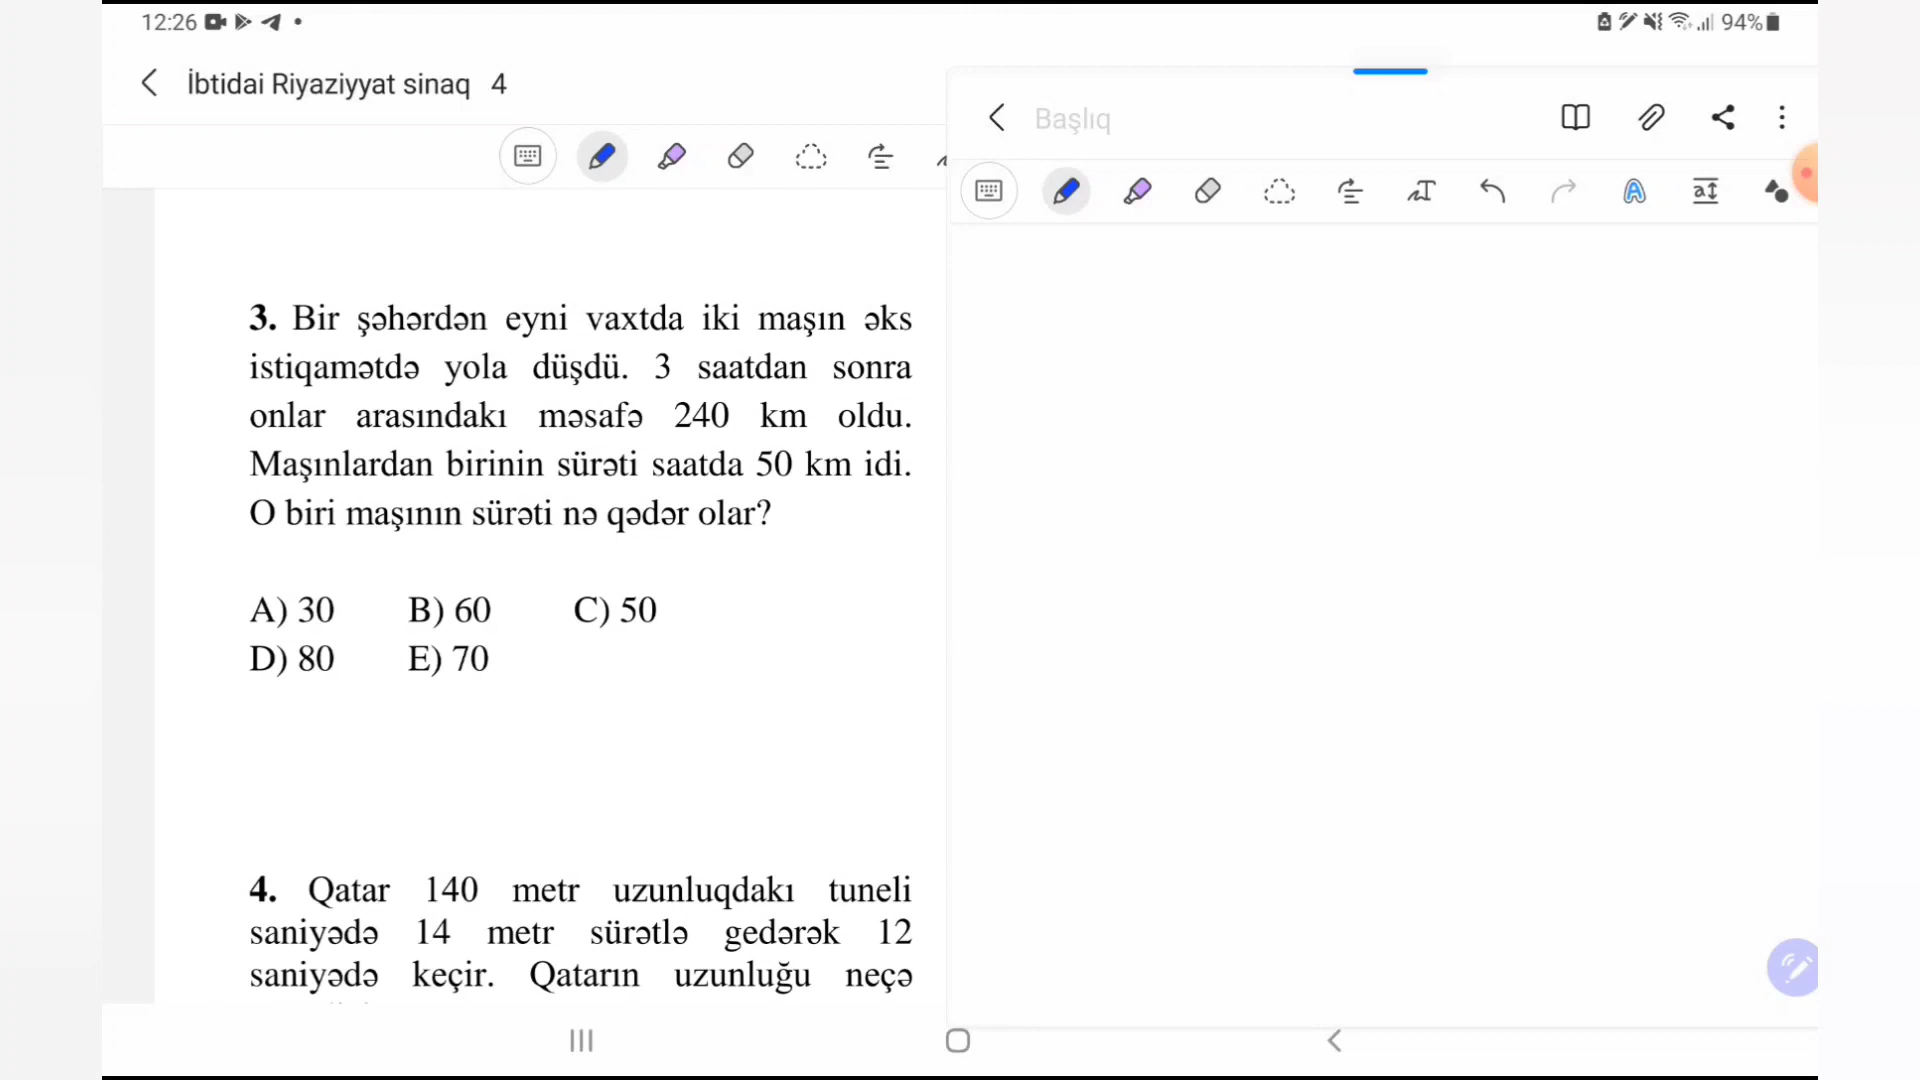 12:26
94%
İbtidai Riyaziyyat sinaq 4
Başlıq
3. Bir şəhərdən eyni vaxtda iki maşın əks
istiqamətdə yola düşdü. 3 saatdan sonra
onlar arasındakı məsafə 240 km oldu.
Maşınlardan birinin sürəti saatda 50 km idi.
O biri maşının sürəti nə qədər olar?
A) 30 B) 60 C) 50
D) 80 E) 70
4. Qatar 140 metr uzunluqdakı tuneli
saniyədə 14 metr sürətlə gedərək 12
saniyədə keçir. Qatarın uzunluğu neçə